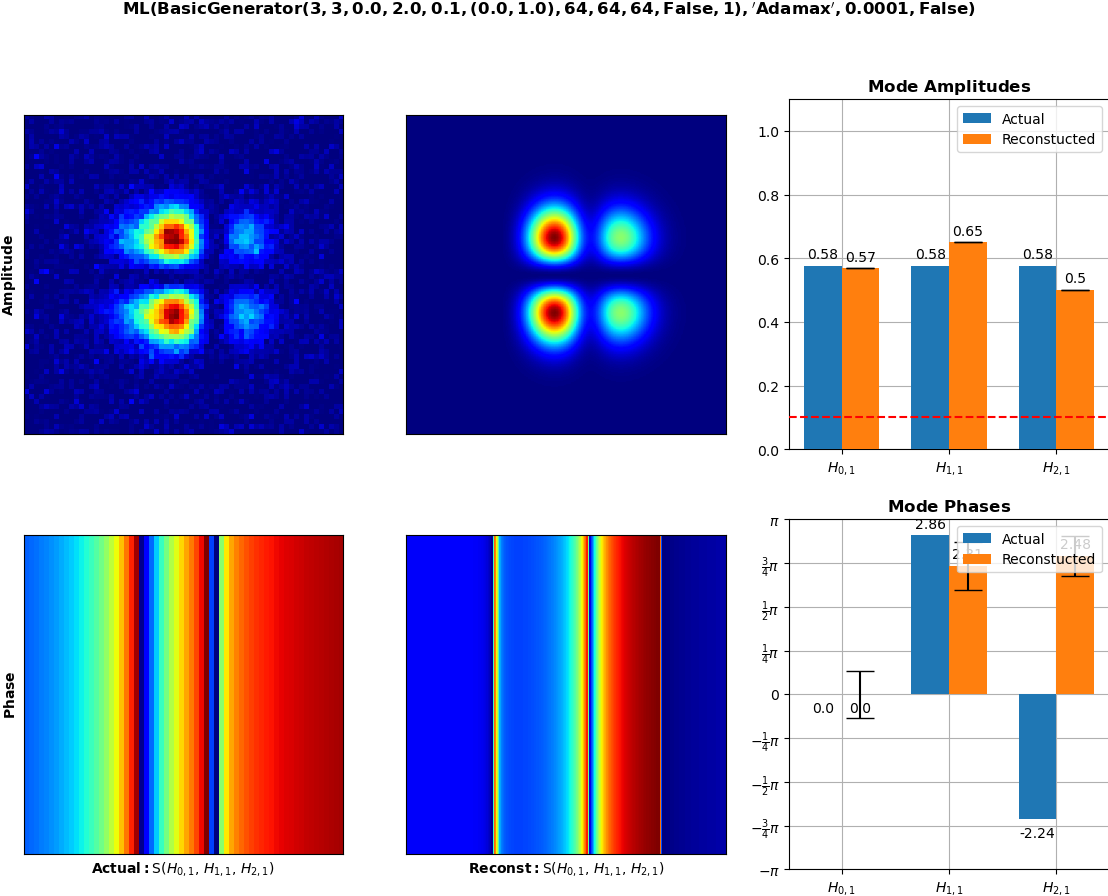 ML(BasicGenerator(3, 3, 0.0, 2.0, 0.1, (0.0, 1.0), 64, 64, 64, False, 1), ′Adamax′, 0.0001, False)
Mode Amplitudes
Actual
Reconstucted
1.0
0.8
0.6
0.4
0.2
0.0
0.58
0.57
0.58
0.65
0.58
0.5
H0,1
H1,1
H2,1
Amplitude
Mode Phases
Actual
Reconstucted
π
3/4π
1/2π
1/4π
0
−1/4π
−1/2π
−3/4π
−π
0.0
0.0
2.86
2.48
-2.24
H0,1
H1,1
H2,1
Phase
Actual: S(H0,1, H1,1, H2,1)
Reconst: S(H0,1, H1,1, H2,1)